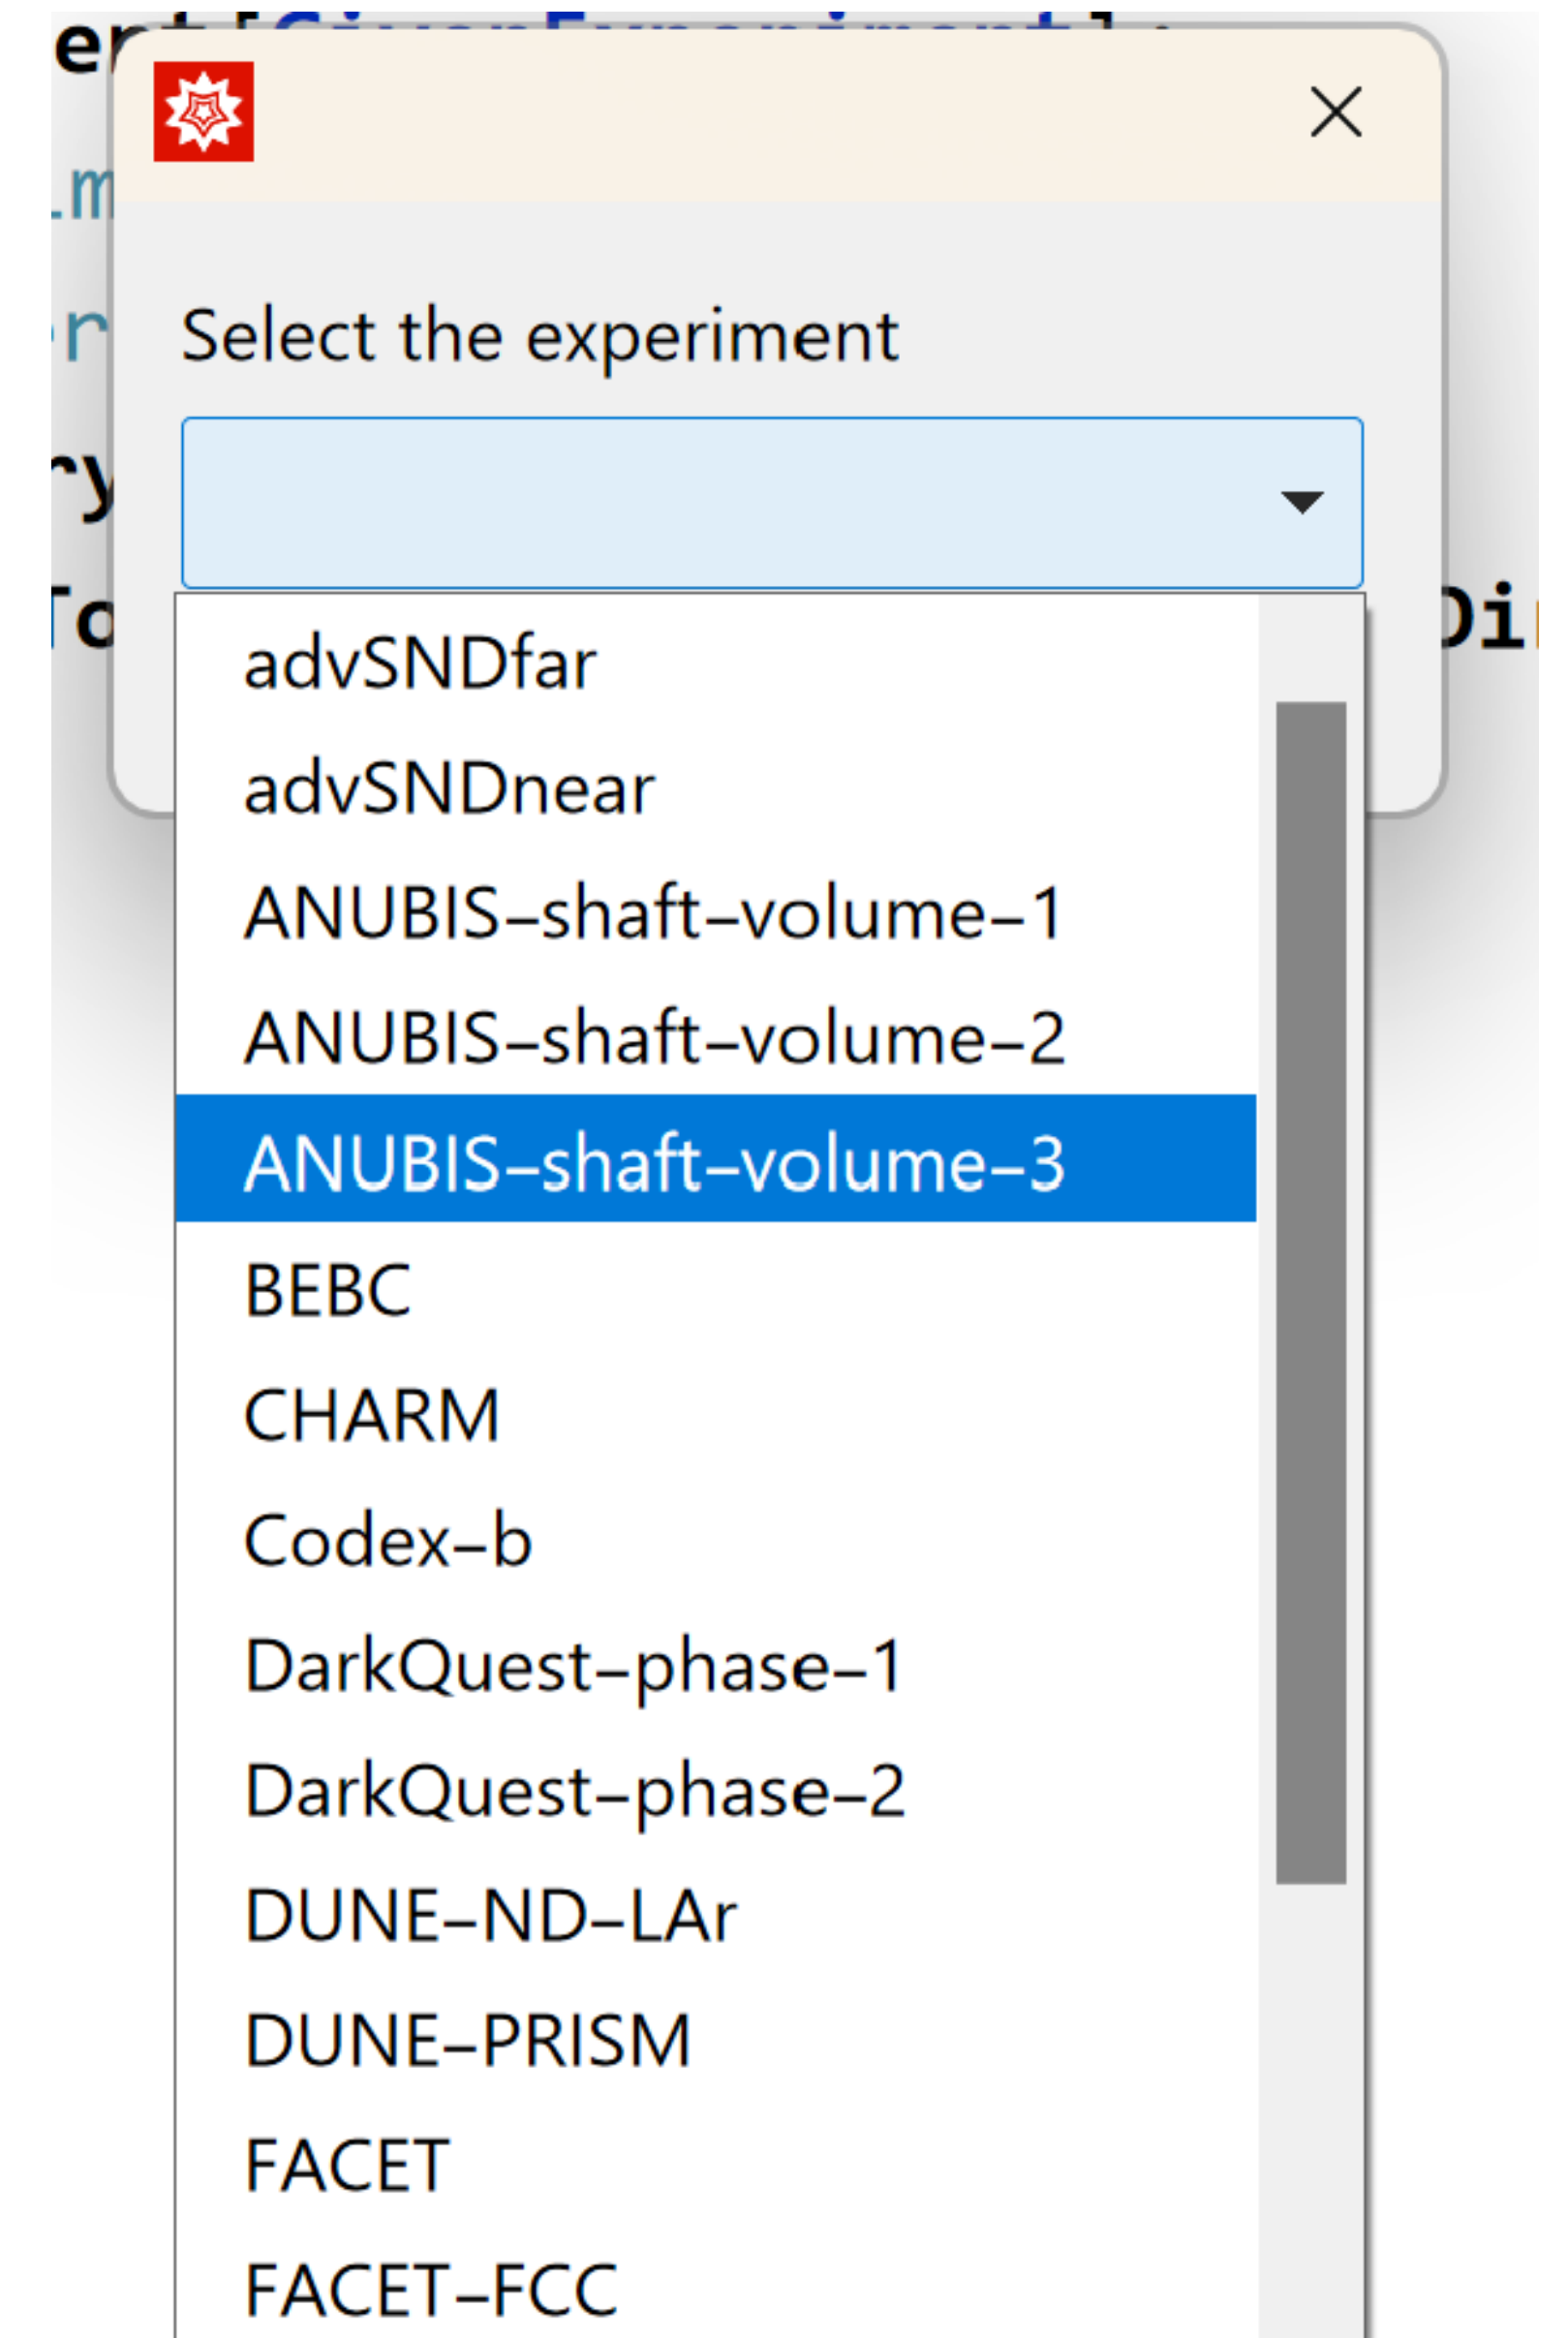 Select the experiment
advSNDfar
advSNDnear
ANUBIS–shaft–volume–1
ANUBIS–shaft–volume–2
ANUBIS–shaft–volume–3
BEBC
CHARM
Codex–b
DarkQuest–phase–1
DarkQuest–phase–2
DUNE–ND–LAr
DUNE–PRISM
FACET
FACET–FCC